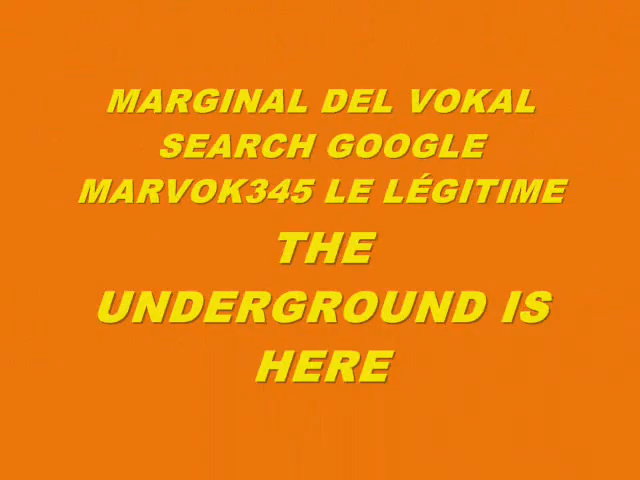 MARGINAL DEL VOKAL
SEARCH GOOGLE
MARVOK345 LE LÉGITIME
THE
UNDERGROUND IS
HERE